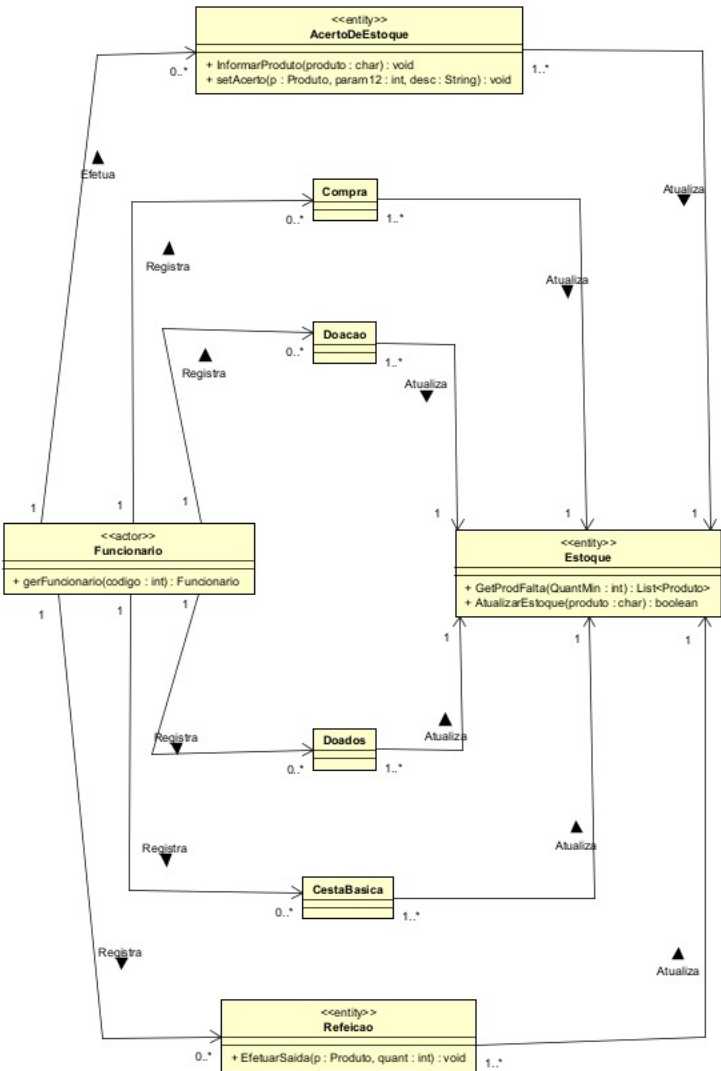 <<entity>>
AcertoDeEstoque
+ InformarProduto(produto : char) : void
+ setAcerto(p : Produto, param12 : int, desc : String) : void
0..*
1..*
Efetua
Atualiza
Compra
0..*
1..*
Registra
Atualiza
Doacao
0..*
1..*
Registra
Atualiza
1
1
1
1
1
1
<<actor>>
Funcionario
+ gerFuncionario(codigo : int) : Funcionario
<<entity>>
Estoque
+ GetProdFalta(QuantMin : int) : List<Produto>
+ AtualizarEstoque(produto : char) : boolean
1
1
1
1
1
1
Registra
Doados
Atualiza
0..*
1..*
Registra
Atualiza
CestaBasica
0..*
1..*
Registra
Atualiza
<<entity>>
Refeicao
+ EfetuarSaida(p : Produto, quant : int) : void
0..*
1..*